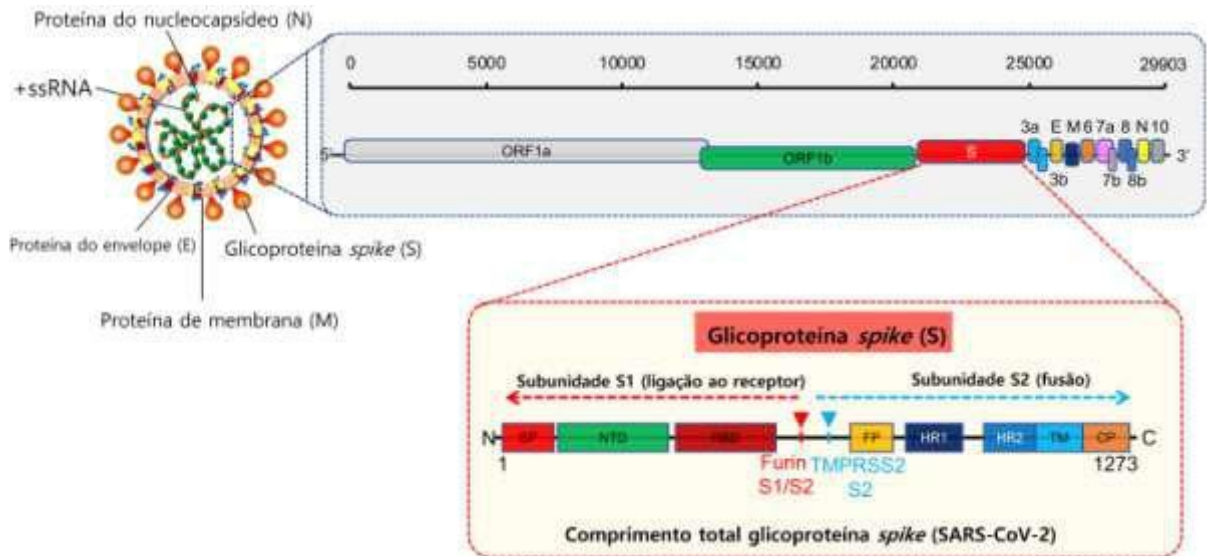 Proteína do nucleocapsídeo (N)
+ssRNA
Proteína do envelope (E)
Glicoproteína spike (S)
Proteína de membrana (M)
0 5000 10000 15000 20000 25000 29903
3a E M 6 7a 8 N 10
5' ORF1a ORF1b S 3'
3b 7b 8b
Glicoproteína spike (S)
Subunidade S1 (ligação ao receptor) Subunidade S2 (fusão)
N SP NTD RBD FP HR1 HR2 TM CP C
1 Furin TMPRSS2 1273
S1/S2 S2
Comprimento total glicoproteína spike (SARS-CoV-2)